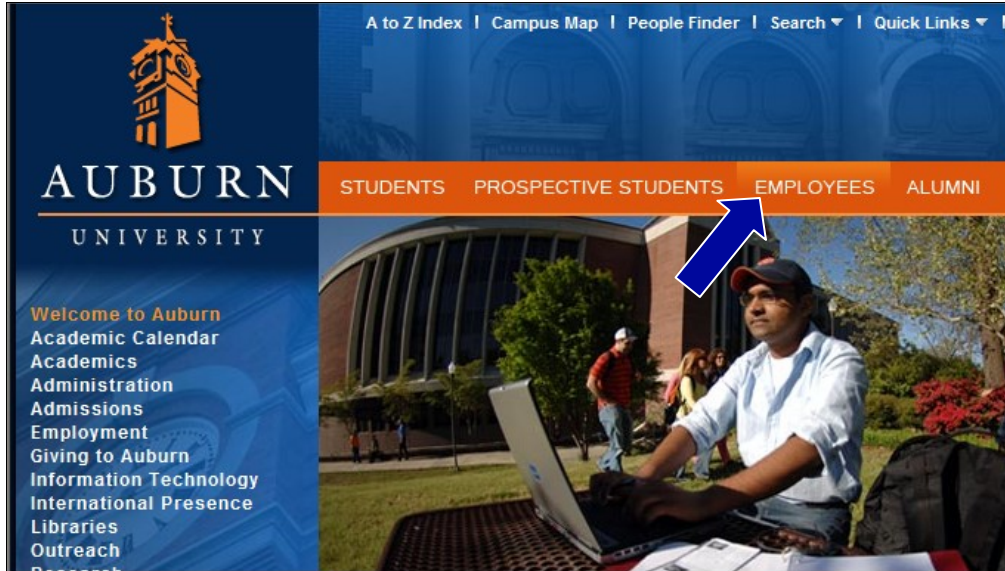 A to Z Index | Campus Map | People Finder | Search | Quick Links
AUBURN
UNIVERSITY
STUDENTS PROSPECTIVE STUDENTS EMPLOYEES ALUMNI
Welcome to Auburn
Academic Calendar
Academics
Administration
Admissions
Employment
Giving to Auburn
Information Technology
International Presence
Libraries
Outreach